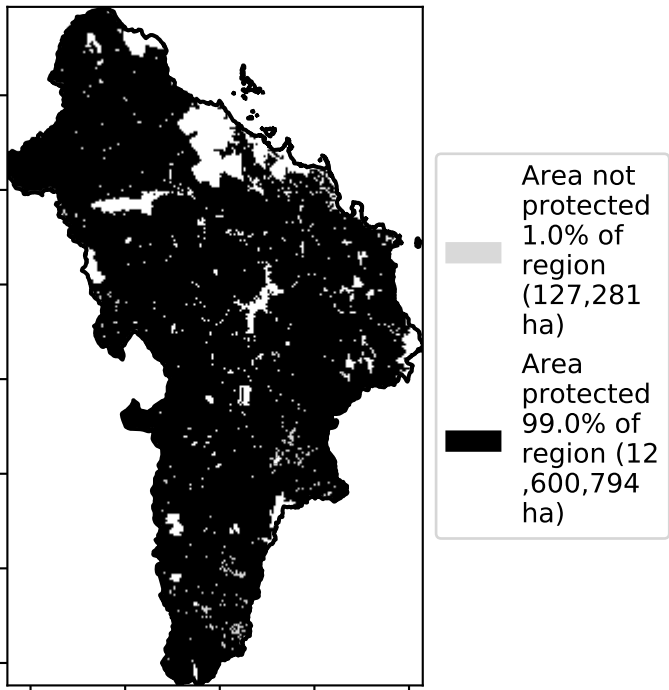 Area not
protected
1.0% of
region
(127,281
ha)
Area
protected
99.0% of
region (12
,600,794
ha)